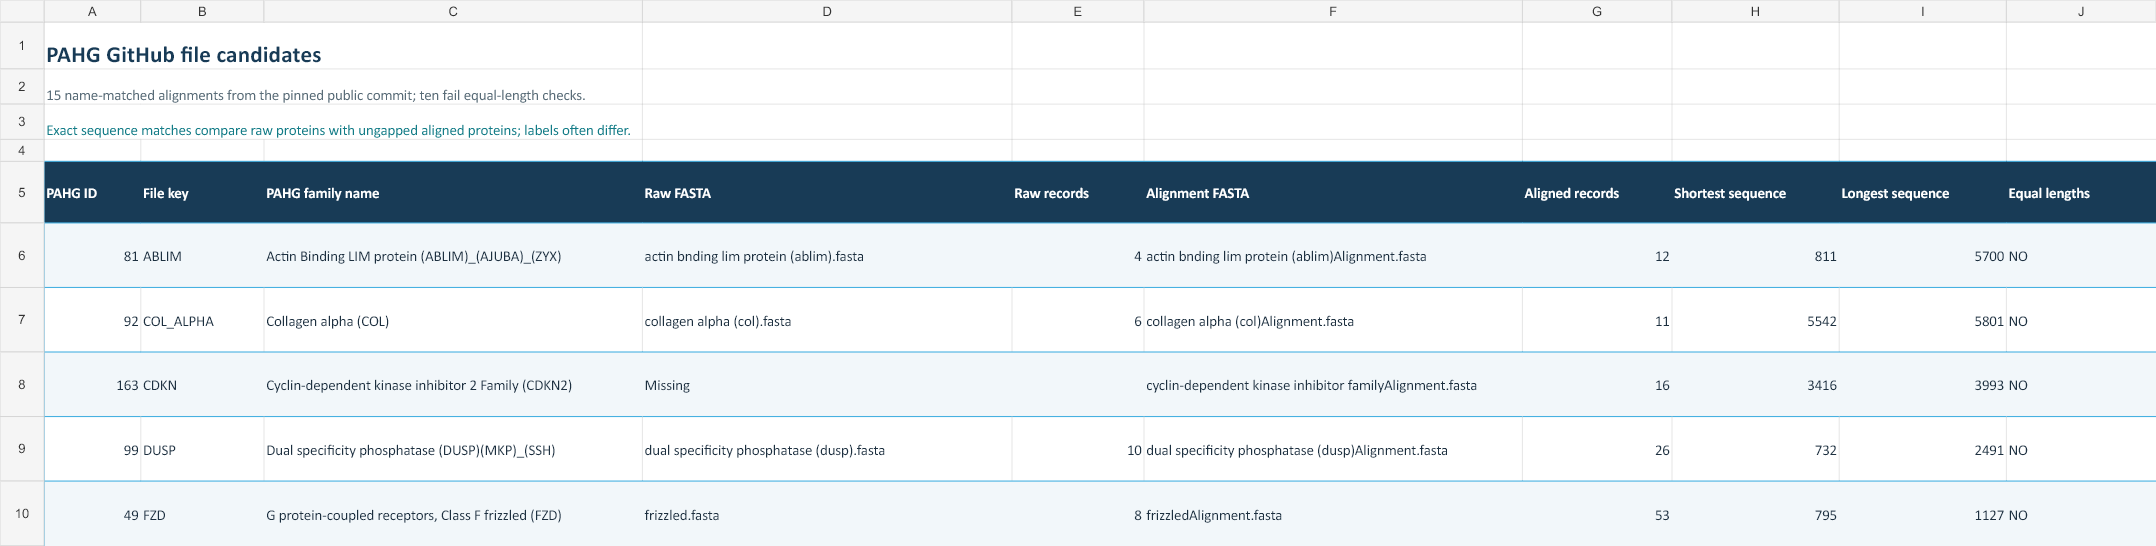 A B C D E F G H I J
1 PAHG GitHub file candidates
2 15 name-matched alignments from the pinned public commit; ten fail equal-length checks.
3 Exact sequence matches compare raw proteins with ungapped aligned proteins; labels often differ.
4
5 PAHG ID File key PAHG family name Raw FASTA Raw records Alignment FASTA Aligned records Shortest sequence Longest sequence Equal lengths
6 81 ABLIM Actin Binding LIM protein (ABLIM)_(AJUBA)_(ZYX) actin bnding lim protein (ablim).fasta 4 actin bnding lim protein (ablim)Alignment.fasta 12 811 5700 NO
7 92 COL_ALPHA Collagen alpha (COL) collagen alpha (col).fasta 6 collagen alpha (col)Alignment.fasta 11 5542 5801 NO
8 163 CDKN Cyclin-dependent kinase inhibitor 2 Family (CDKN2) Missing cyclin-dependent kinase inhibitor familyAlignment.fasta 16 3416 3993 NO
9 99 DUSP Dual specificity phosphatase (DUSP)(MKP)_(SSH) dual specificity phosphatase (dusp).fasta 10 dual specificity phosphatase (dusp)Alignment.fasta 26 732 2491 NO
10 49 FZD G protein-coupled receptors, Class F frizzled (FZD) frizzled.fasta 8 frizzledAlignment.fasta 53 795 1127 NO